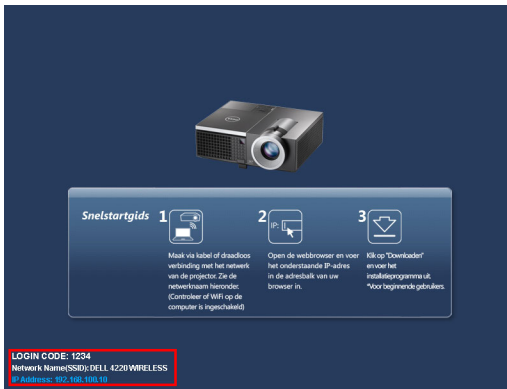 DELL
Snelstartgids
1
2
3
IP:
Maak via kabel of draadloos
verbinding met het netwerk
van de projector. Zie de
netwerknaam hieronder.
(Controleer of WiFi op de
computer is ingeschakeld)
Open de webbrowser en voer
het onderstaande IP-adres
in de adresbalk van uw
browser in.
Klik op "Downloaden"
en voer het
installatieprogramma uit.
*Voor beginnende gebruikers.
LOGIN CODE: 1234
Network Name(SSID): DELL 4220 WIRELESS
IP Address: 192.168.100.10